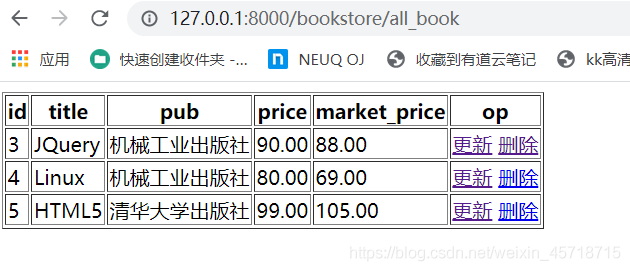 127.0.0.1:8000/bookstore/all_book
应用 快速创建收件夹 -... NEUQ OJ 收藏到有道云笔记 kk高清
id title pub price market_price op
3 JQuery 机械工业出版社 90.00 88.00 更新 删除
4 Linux 机械工业出版社 80.00 69.00 更新 删除
5 HTML5 清华大学出版社 99.00 105.00 更新 删除
https://blog.csdn.net/weixin_45718715